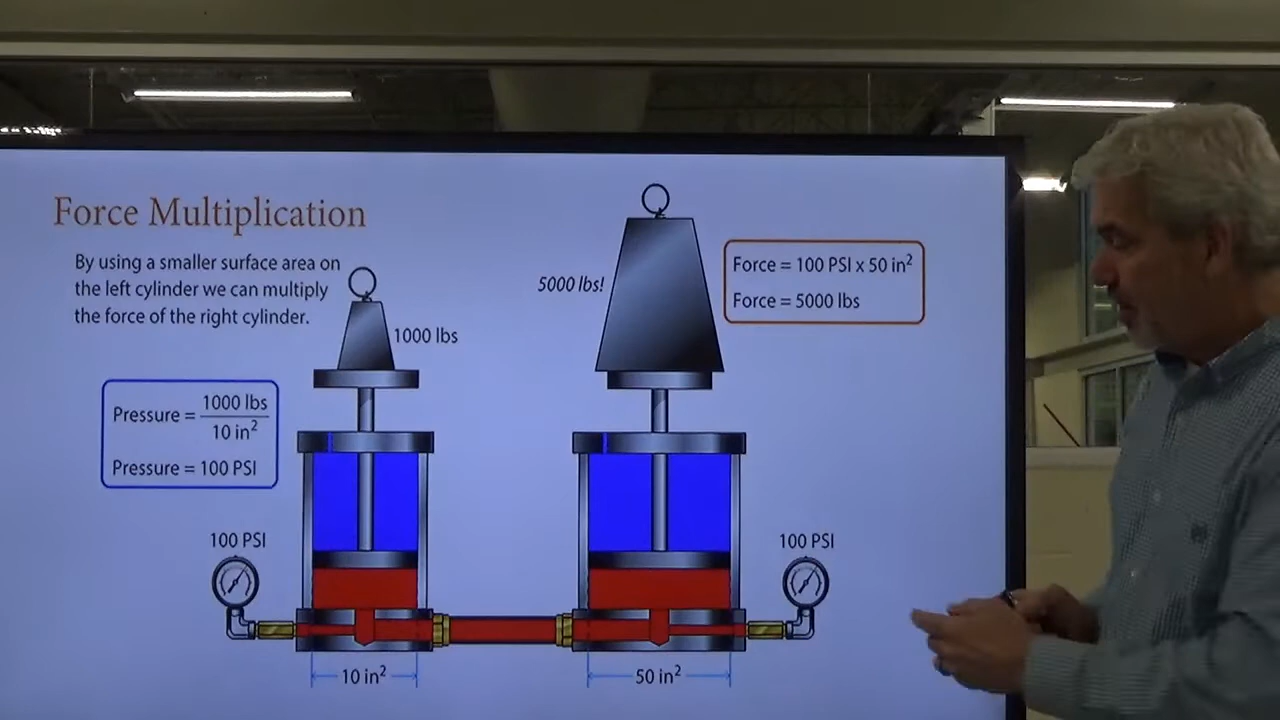 Force Multiplication
By using a smaller surface area on
the left cylinder we can multiply
the force of the right cylinder.
1000 lbs
5000 lbs!
Force = 100 PSI x 50 in²
Force = 5000 lbs
Pressure = 1000 lbs / 10 in²
Pressure = 100 PSI
100 PSI
100 PSI
10 in²
50 in²